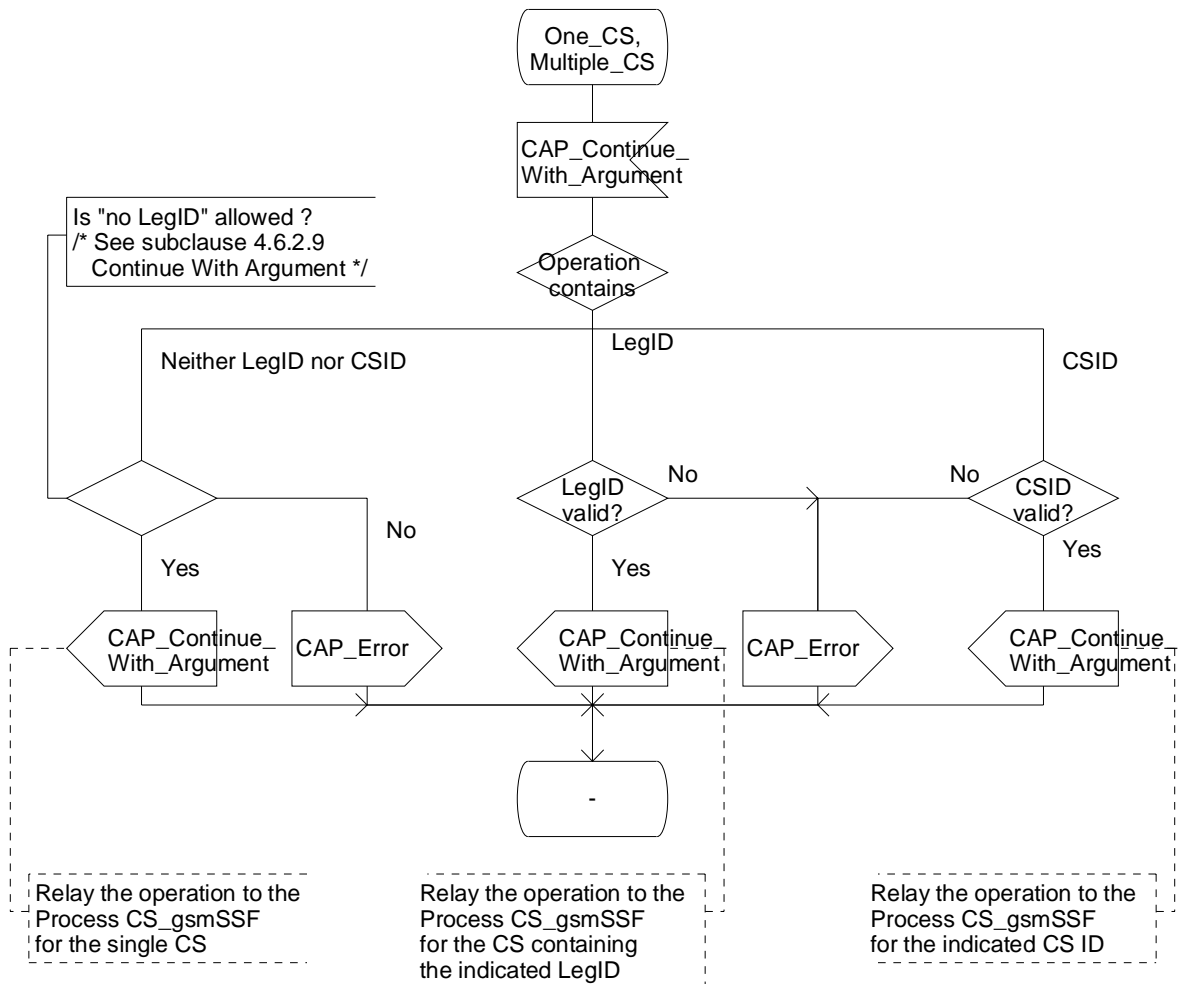 One_CS,
Multiple_CS
CAP_Continue_
With_Argument
Is "no LegID" allowed ?
/* See subclause 4.6.2.9
Continue With Argument */
Operation
contains
Neither LegID nor CSID
LegID
CSID
No
LegID
valid?
No
No
CSID
valid?
Yes
Yes
Yes
CAP_Continue_
With_Argument
CAP_Error
CAP_Continue_
With_Argument
CAP_Error
CAP_Continue_
With_Argument
-
Relay the operation to the
Process CS_gsmSSF
for the single CS
Relay the operation to the
Process CS_gsmSSF
for the CS containing
the indicated LegID
Relay the operation to the
Process CS_gsmSSF
for the indicated CS ID